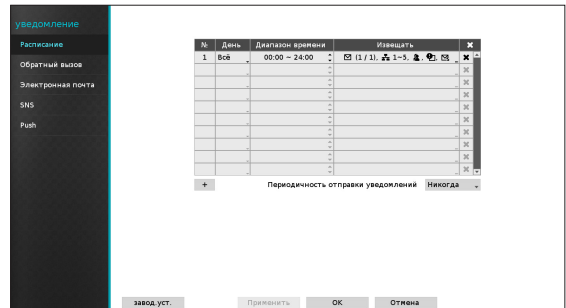 уведомление
Расписание
Обратный вызов
Электронная почта
SNS
Push
№ День Диапазон времени Извещать
1 Всё 00:00 ~ 24:00 (1 / 1), 1~5,
+ Периодичность отправки уведомлений Никогда
завод.уст. Применить OK Отмена